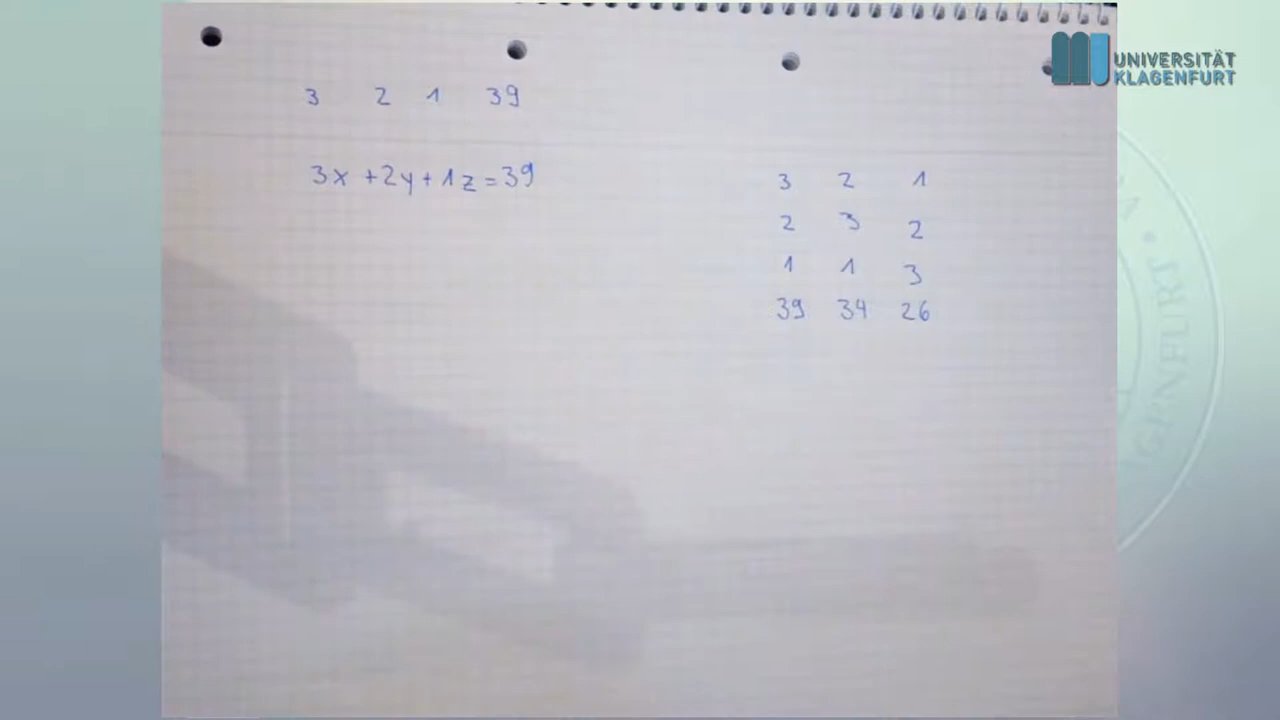 UNIVERSITÄT
KLAGENFURT
3 2 1 39
3x + 2y + 1z = 39
3 2 1
2 3 2
1 1 3
39 34 26